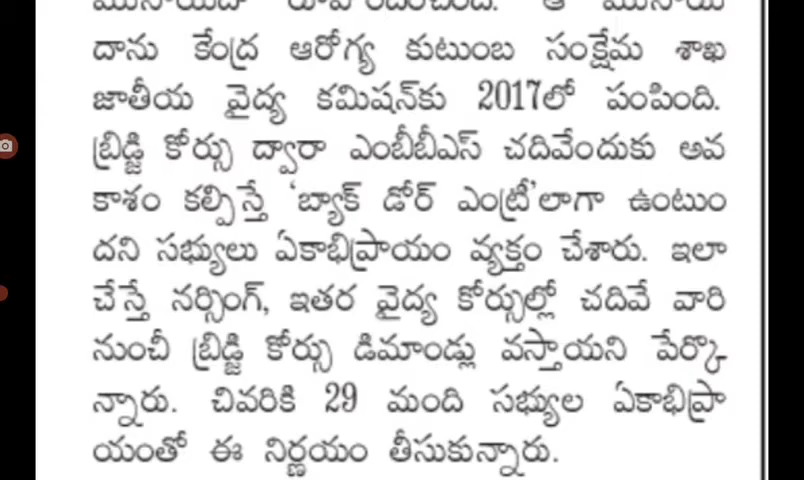 దాను కేంద్ర ఆరోగ్య కుటుంబ సంక్షేమ శాఖ
జాతీయ వైద్య కమిషన్‌కు 2017లో పంపింది.
బ్రిడ్జి కోర్సు ద్వారా ఎంబీబీఎస్ చదివేందుకు అవ
కాశం కల్పిస్తే ‘బ్యాక్ డోర్ ఎంట్రీ’లాగా ఉంటుం
దని సభ్యులు ఏకాభిప్రాయం వ్యక్తం చేశారు. ఇలా
చేస్తే నర్సింగ్, ఇతర వైద్య కోర్సుల్లో చదివే వారి
నుంచీ బ్రిడ్జి కోర్సు డిమాండ్లు వస్తాయని పేర్కొ
న్నారు. చివరికి 29 మంది సభ్యుల ఏకాభిప్రా
యంతో ఈ నిర్ణయం తీసుకున్నారు.